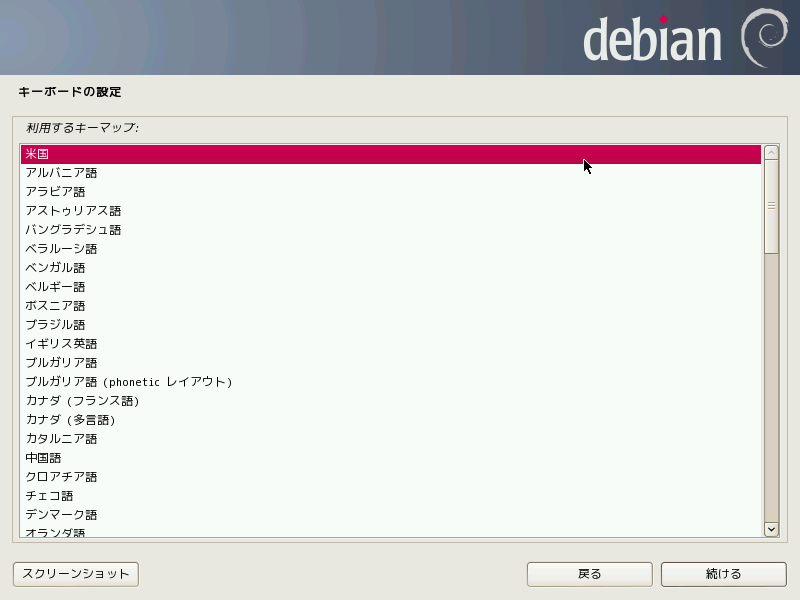 debian
キーボードの設定
利用するキーマップ:
米国
アルバニア語
アラビア語
アストゥリアス語
バングラデシュ語
ベラルーシ語
ベンガル語
ベルギー語
ボスニア語
ブラジル語
イギリス英語
ブルガリア語
ブルガリア語 (phonetic レイアウト)
カナダ (フランス語)
カナダ (多言語)
カタルニア語
中国語
クロアチア語
チェコ語
デンマーク語
オランダ語
スクリーンショット
戻る
続ける